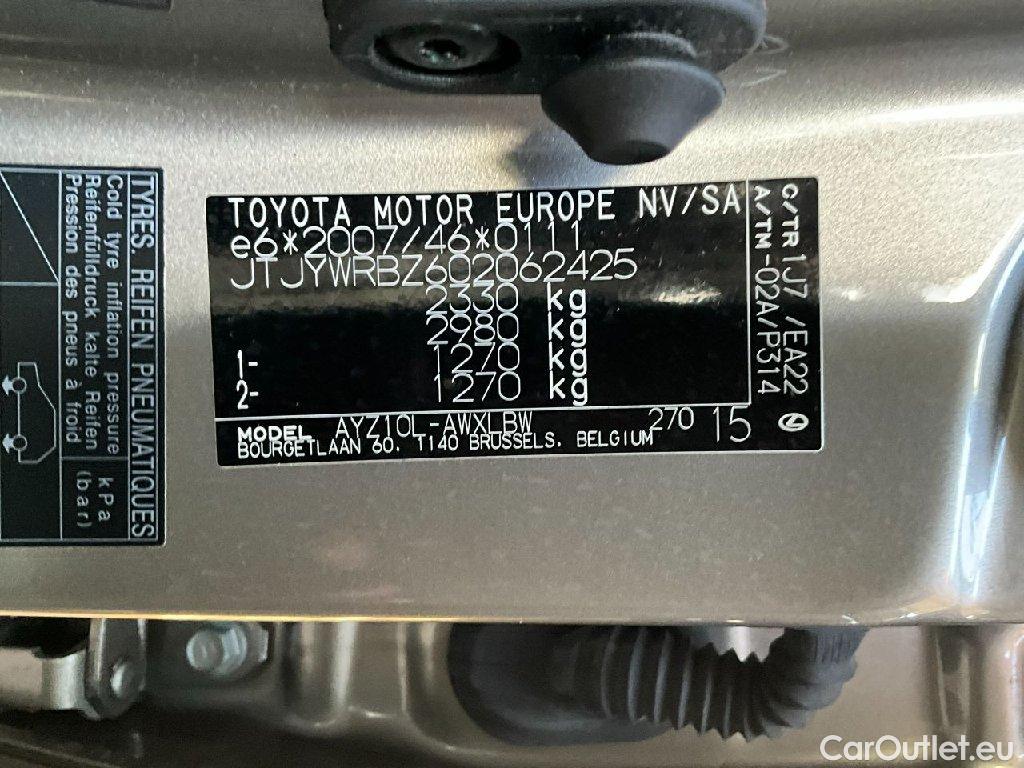 TYRES. REIFEN PNEUMATIQUES
Cold tyre inflation pressure
Reifenfülldruck kalte Reifen
Pression des pneus à froid
kPa
(bar)
TOYOTA MOTOR EUROPE NV/SA
e6*2007/46*0111
JTJYWRBZ602062425
2330 kg
2980 kg
1- 1270 kg
2- 1270 kg
MODEL AYZ10L-AWXLBW 270 15
BOURGETLAAN 60. 1140 BRUSSELS. BELGIUM
C/TR 1J7 /EA22
A/TM-02A/P314
CarOutlet.eu